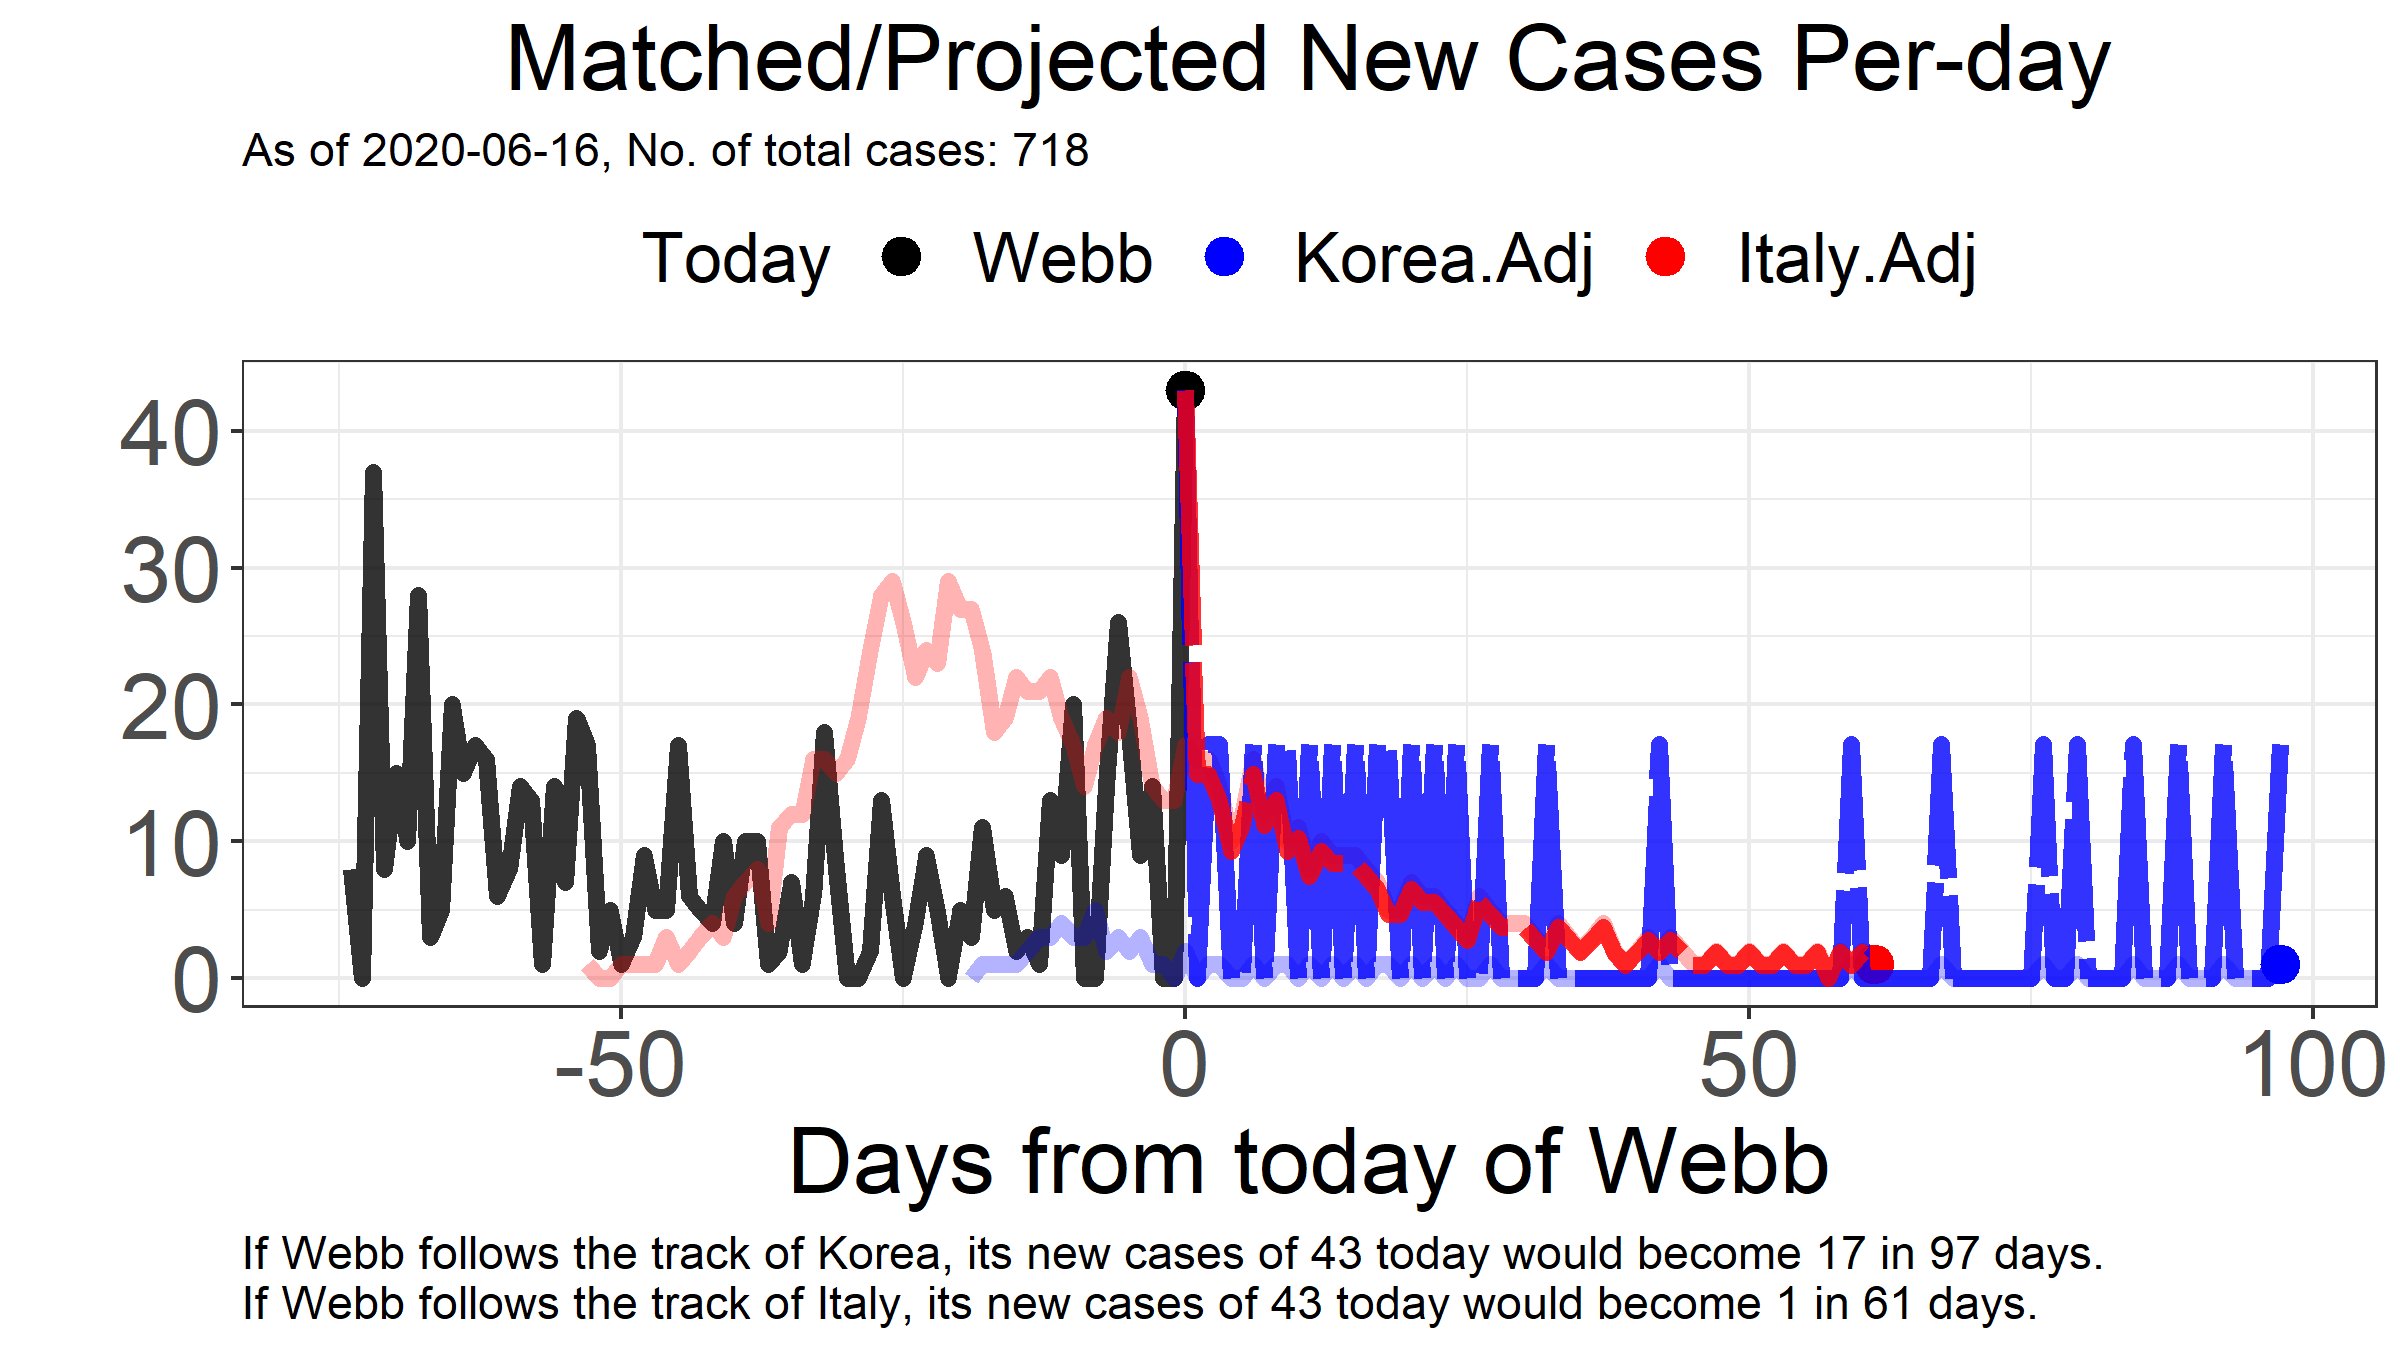 Matched/Projected New Cases Per-day
As of 2020-06-16, No. of total cases: 718
Today Webb Korea.Adj Italy.Adj
40
30
20
10
0
-50 0 50 100
Days from today of Webb
If Webb follows the track of Korea, its new cases of 43 today would become 17 in 97 days.
If Webb follows the track of Italy, its new cases of 43 today would become 1 in 61 days.